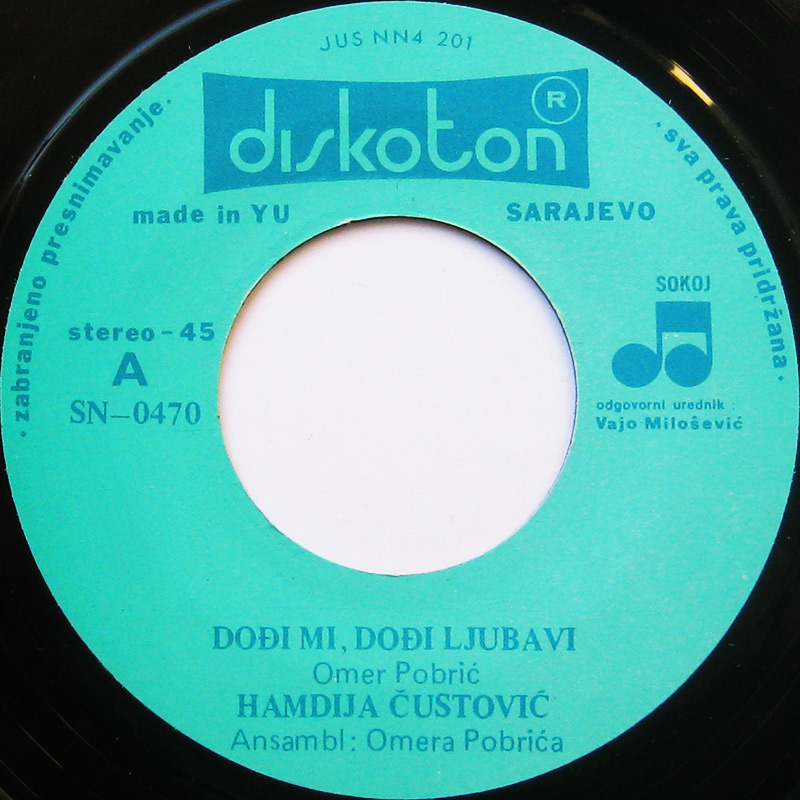 JUS NN4 201
diskoton
R
made in YU
SARAJEVO
· zabranjeno presnimavanje ·
· sva prava pridržana ·
stereo - 45
A
SN-0470
SOKOJ
odgovorni urednik :
Vajo Milošević
DOĐI MI, DOĐI LJUBAVI
Omer Pobrić
HAMDIJA ČUSTOVIĆ
Ansambl: Omera Pobrića